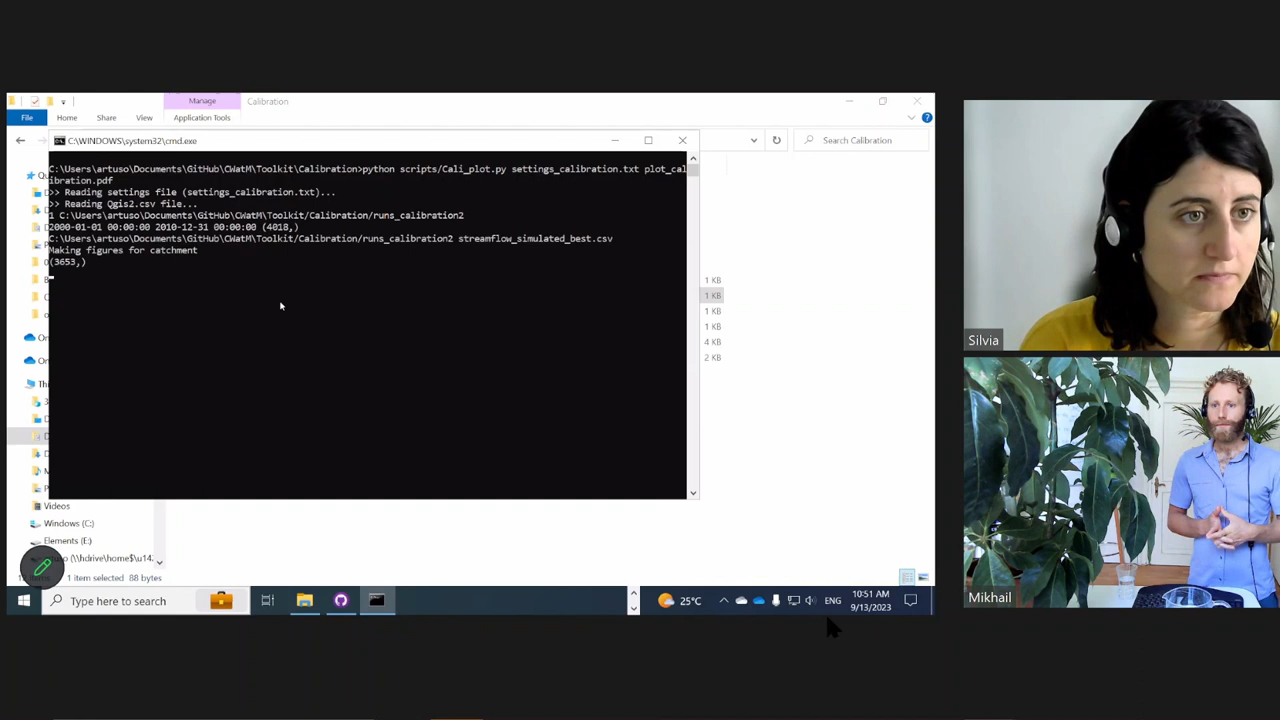 Manage
Calibration
File
Home
Share
View
Application Tools
C:\WINDOWS\system32\cmd.exe
Search Calibration
C:\Users\artuso\Documents\GitHub\CWatM\Toolkit\Calibration>python scripts/Cali_plot.py settings_calibration.txt plot_cal
ibration.pdf
>> Reading settings file (settings_calibration.txt)...
>> Reading Qgis2.csv file...
1 C:\Users\artuso\Documents\GitHub\CWatM\Toolkit/Calibration/runs_calibration2
2000-01-01 00:00:00 2010-12-31 00:00:00 (4018,)
C:\Users\artuso\Documents\GitHub\CWatM\Toolkit/Calibration/runs_calibration2 streamflow_simulated_best.csv
Making figures for catchment
(3653,)
1 KB
1 KB
1 KB
1 KB
4 KB
2 KB
Videos
Windows (C:)
Elements (E:)
1 item selected 88 bytes
Type here to search
25°C
ENG
10:51 AM
9/13/2023
Silvia
Mikhail